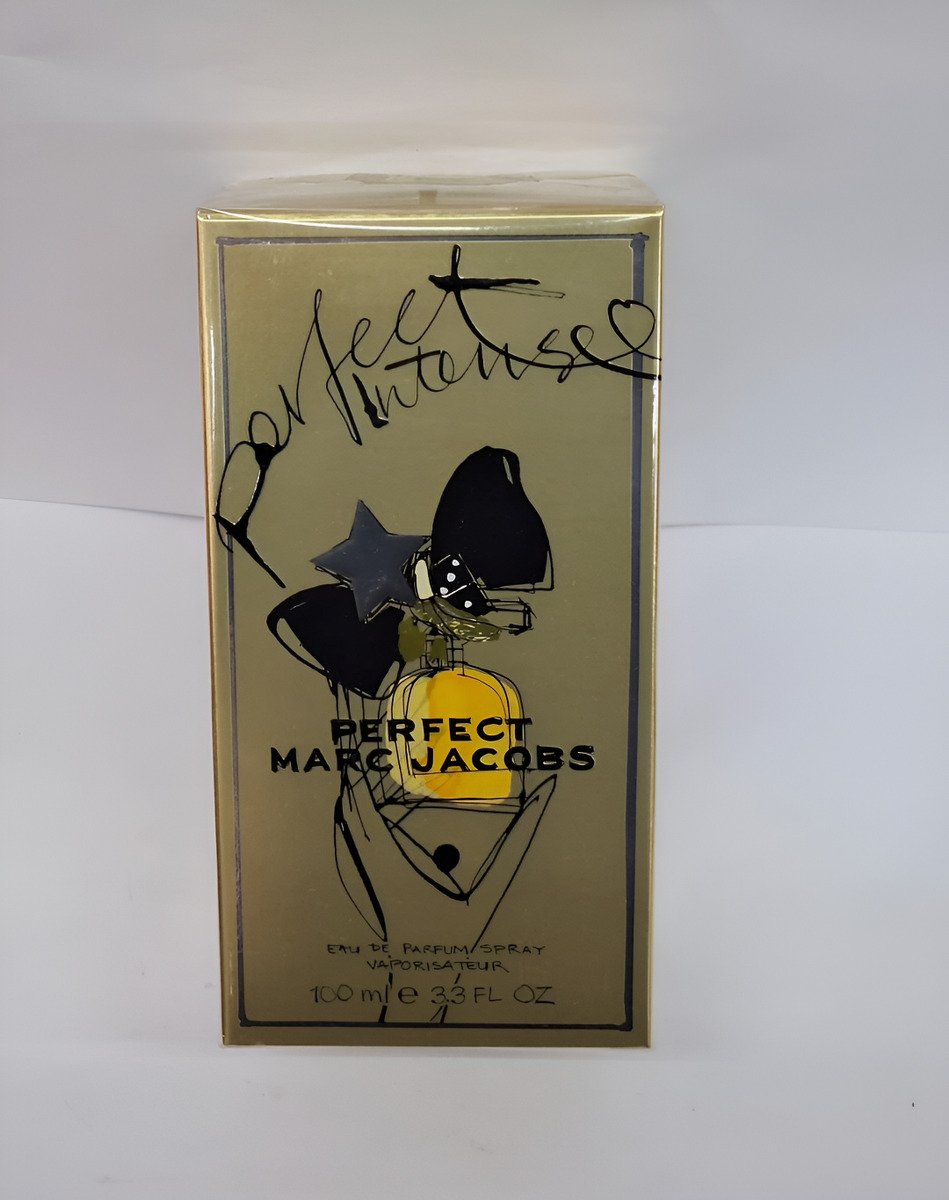 perfect
intense
PERFECT
MARC JACOBS
EAU DE PARFUM SPRAY
VAPORISATEUR
100 ml e 3.3 FL OZ